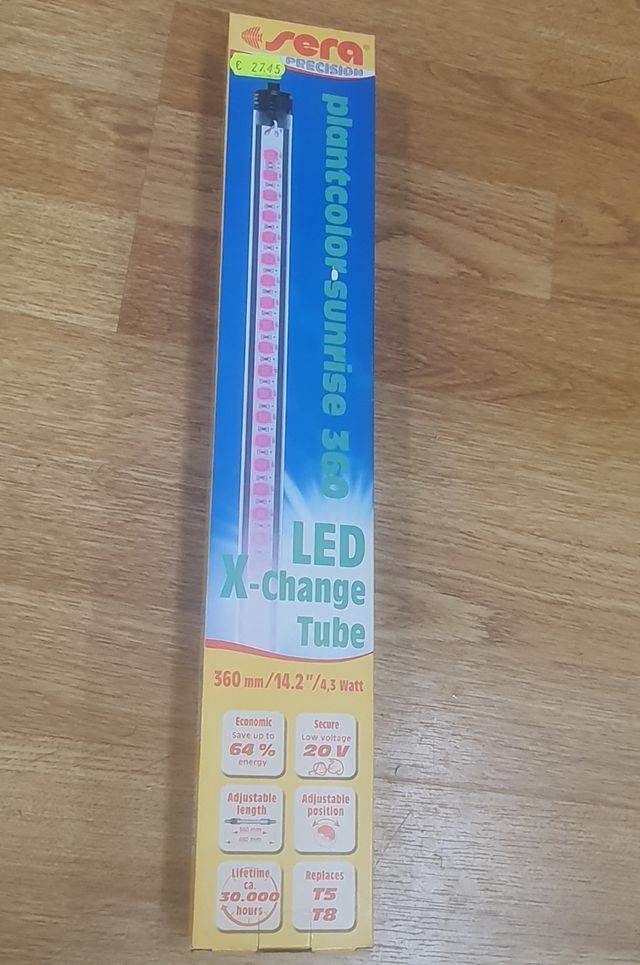 sera®
PRECISION
€ 27.45
plantcolor-sunrise 360
LED
X-Change
Tube
360 mm/14.2"/4,3 Watt
Economic
Save up to
64 %
energy
Secure
Low voltage
20 V
Adjustable
length
Adjustable
position
Lifetime
ca.
30.000
hours
Replaces
T5
T8